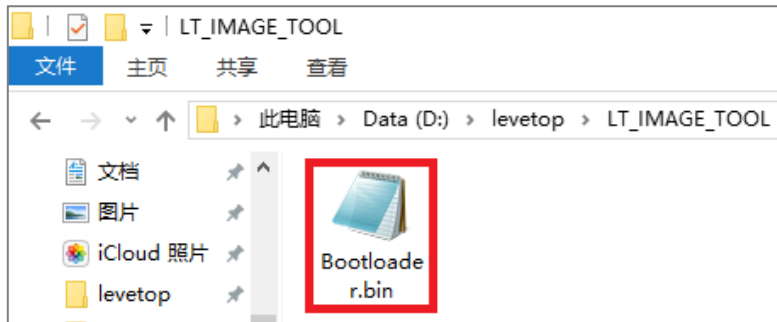 LT_IMAGE_TOOL
文件 主页 共享 查看
此电脑 > Data (D:) > levetop > LT_IMAGE_TOOL
文档
图片
iCloud 照片
levetop
Bootloade
r.bin